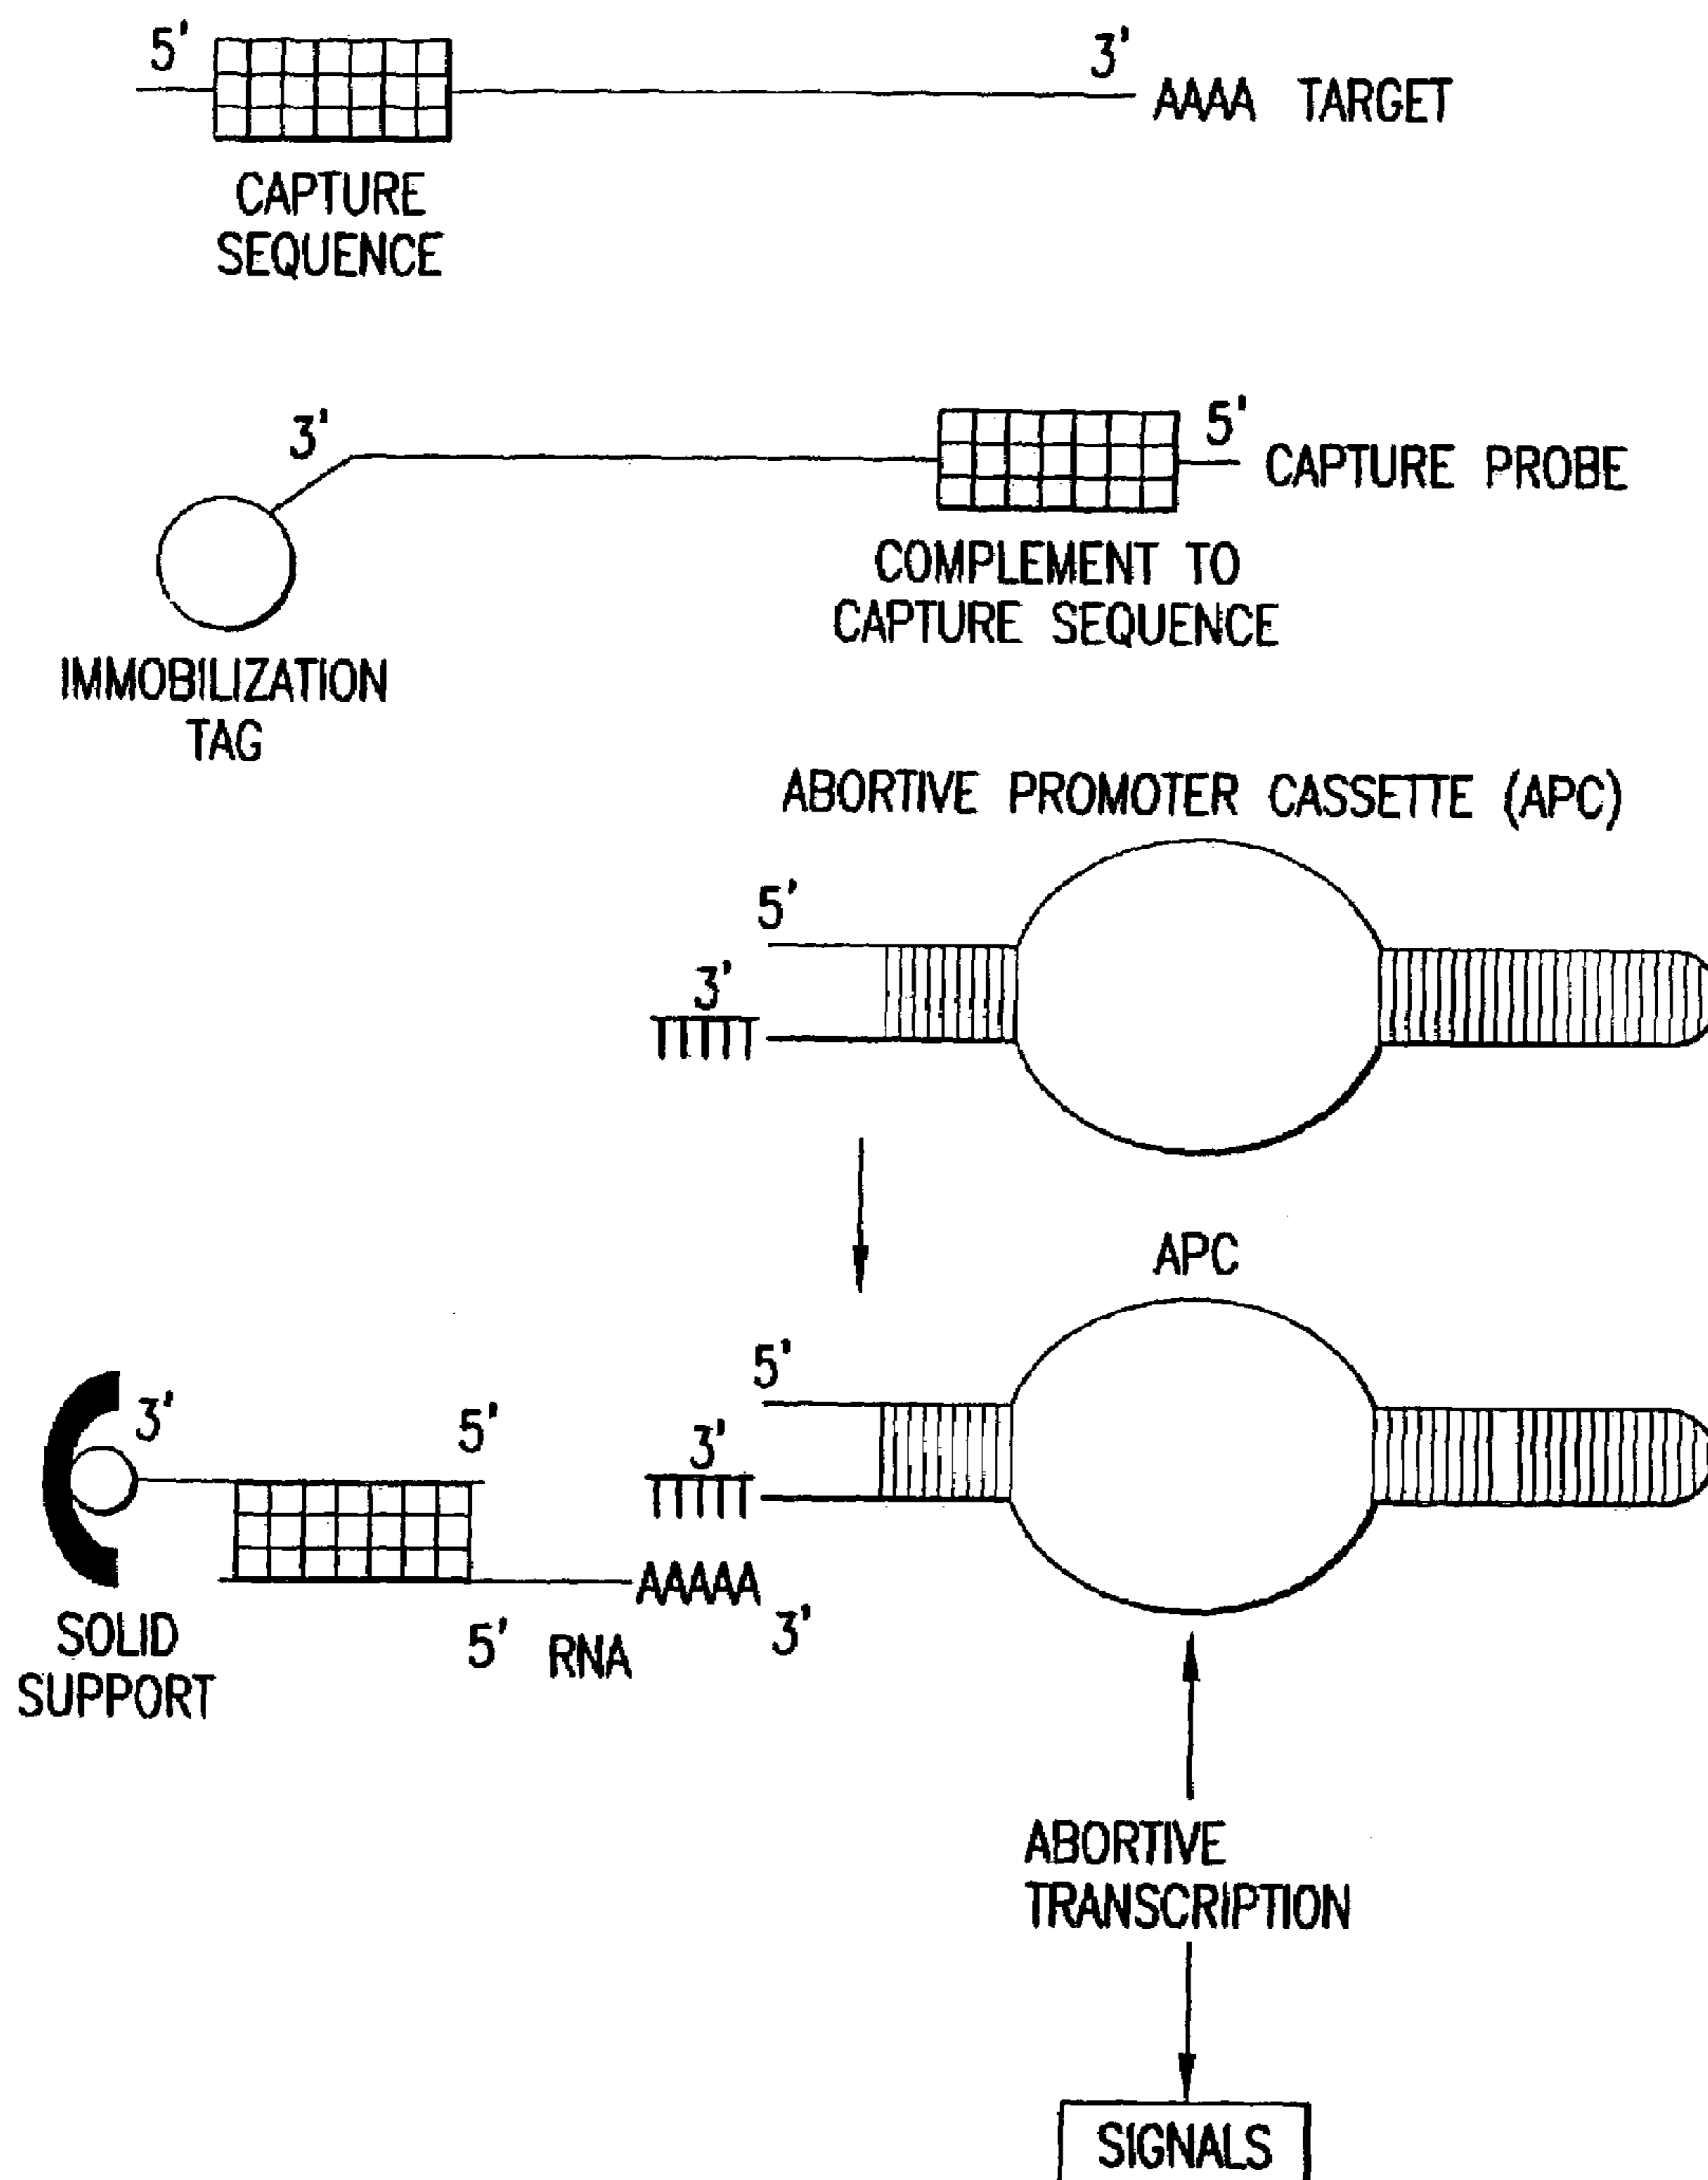 5'
3'
AAAA TARGET
CAPTURE
SEQUENCE
3'
5'
CAPTURE PROBE
COMPLEMENT TO
CAPTURE SEQUENCE
IMMOBILIZATION
TAG
ABORTIVE PROMOTER CASSETTE (APC)
5'
3'
TTTTT
APC
5'
3'
5'
3'
TTTTT
AAAAA
3'
5' RNA
SOLID
SUPPORT
ABORTIVE
TRANSCRIPTION
SIGNALS